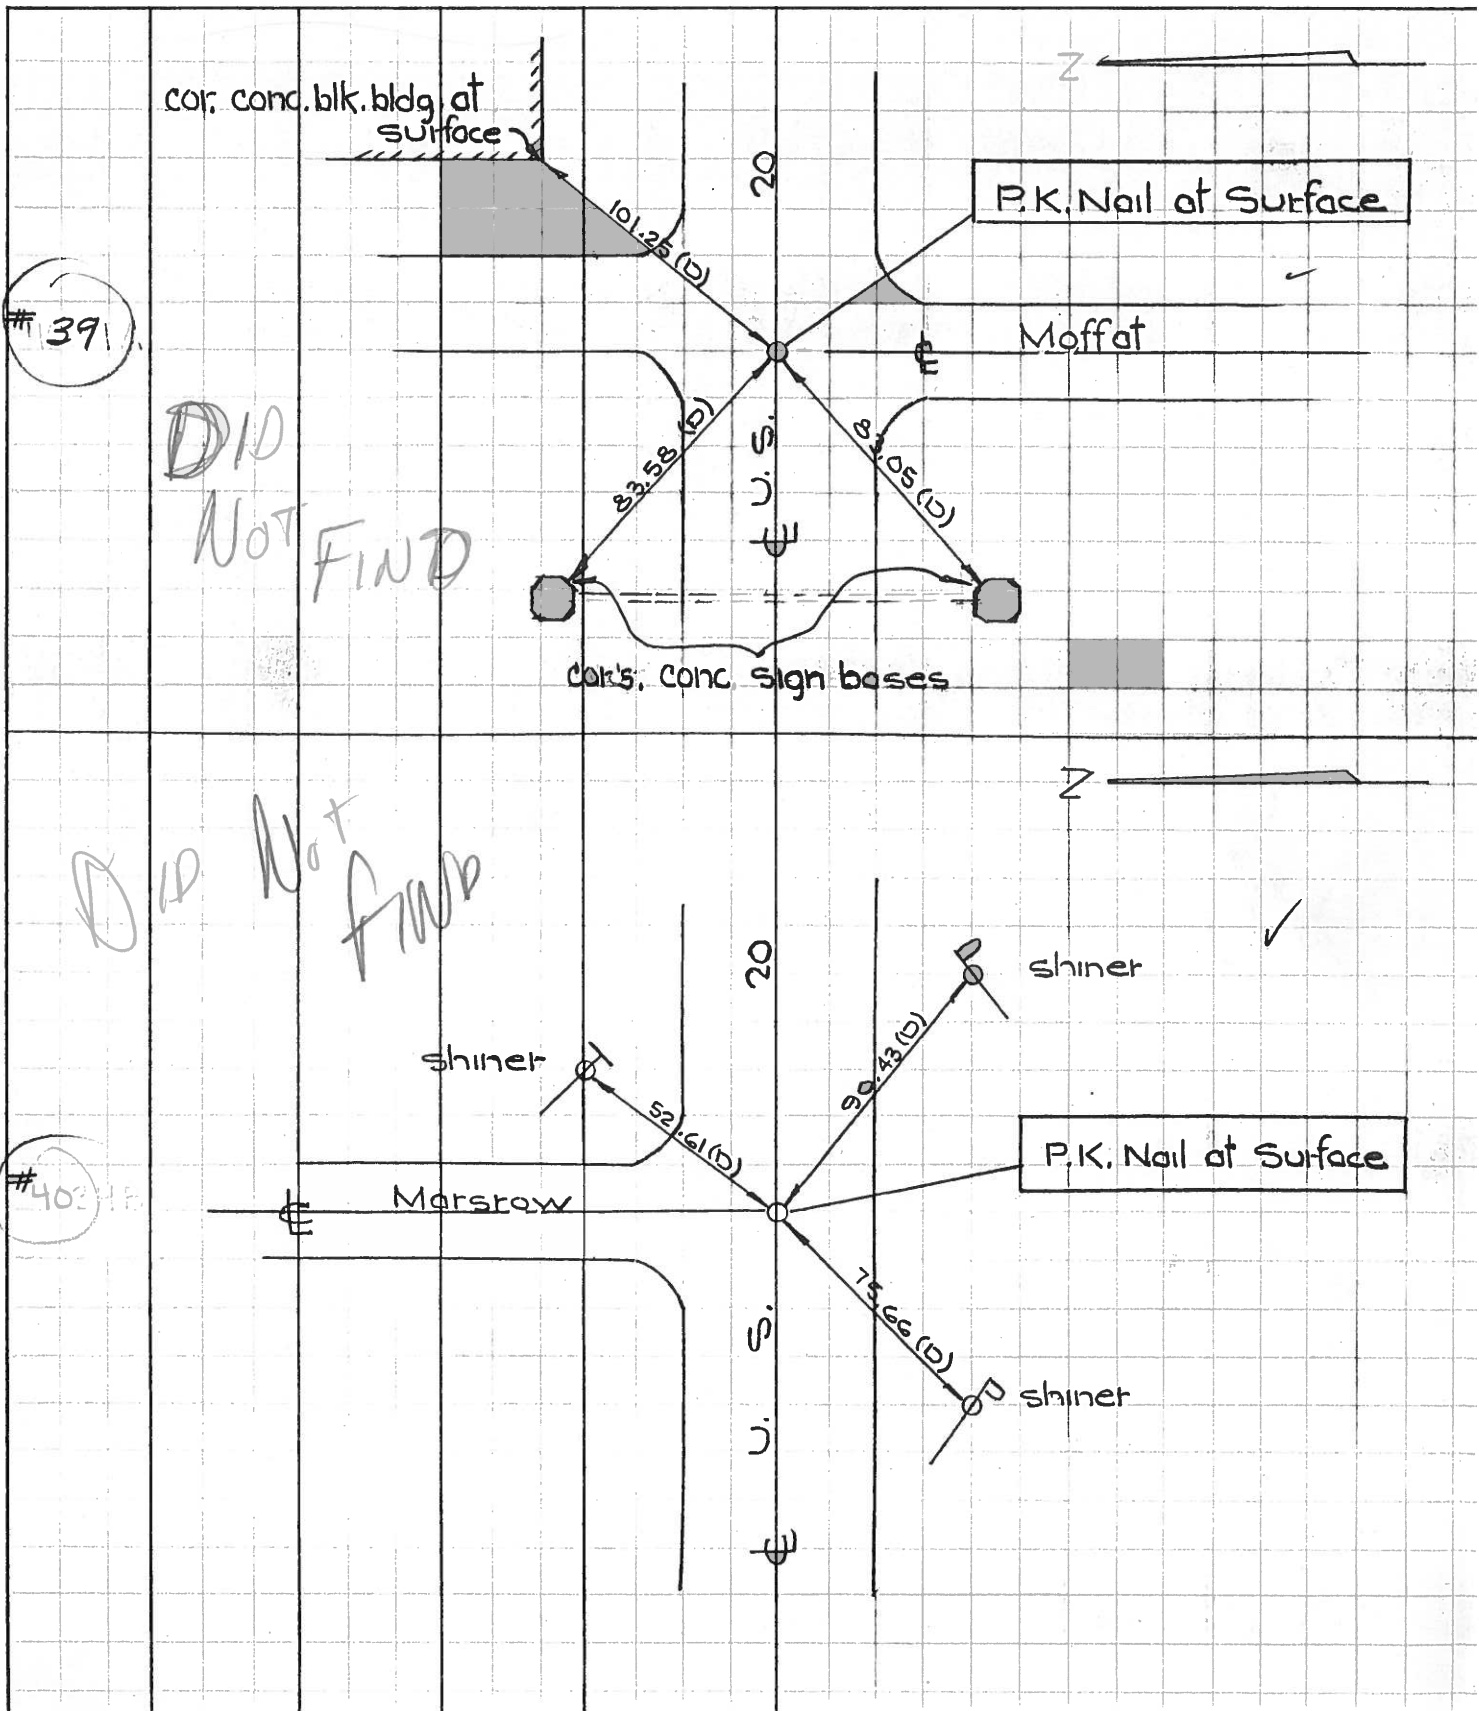 Z
cor. conc. blk. bldg. at
surface
20
P.K. Nail at Surface
101.25 (D)
# 391
Moffat
℄
DID
NOT
FIND
83.58 (D)
83.05 (D)
℄ U.S.
cor's. conc. sign bases
Z
DID NOT
FIND
20
shiner
shiner
90.43 (D)
52.61 (D)
P.K. Nail at Surface
# 40
Marsrow
℄
75.66 (D)
℄ U.S.
shiner